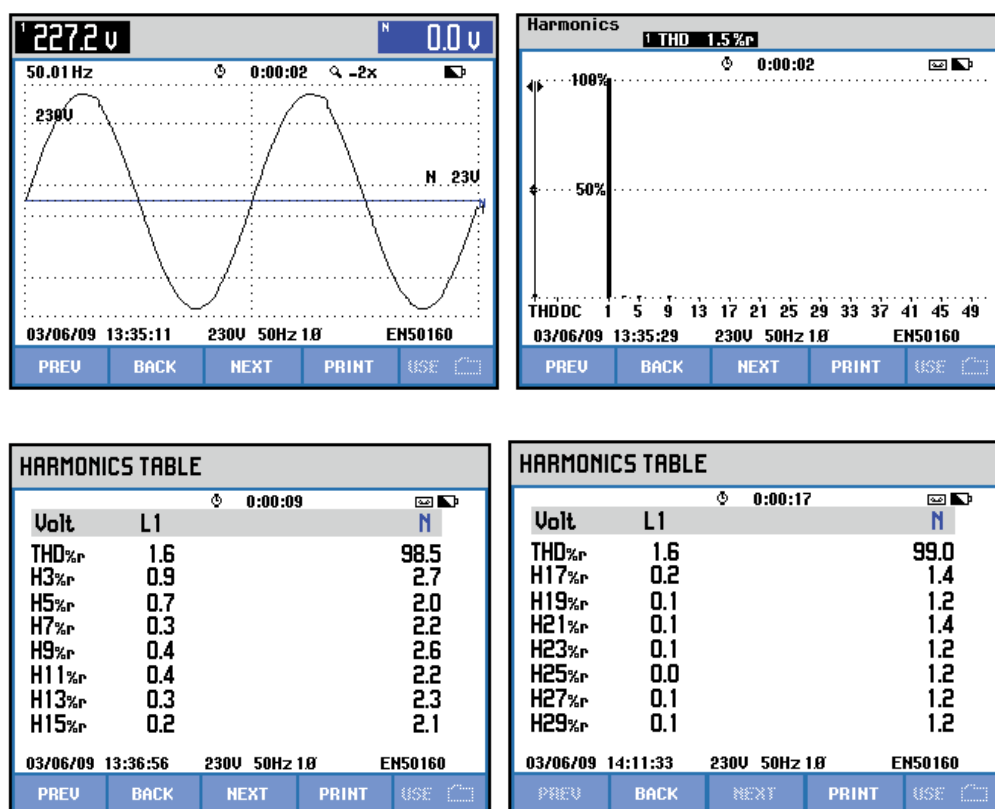 1 227.2 V N 0.0 V
50.01 Hz 0:00:02 -2x
230V
N 23V
N
03/06/09 13:35:11 230V 50Hz 1.Ø EN50160
PREV BACK NEXT PRINT USE
Harmonics
1 THD 1.5%r
0:00:02
100%
50%
THDDC 1 5 9 13 17 21 25 29 33 37 41 45 49
03/06/09 13:35:29 230V 50Hz 1.Ø EN50160
PREV BACK NEXT PRINT USE
HARMONICS TABLE
0:00:09
Volt L1 N
THD%r 1.6 98.5
H3%r 0.9 2.7
H5%r 0.7 2.0
H7%r 0.3 2.2
H9%r 0.4 2.6
H11%r 0.4 2.2
H13%r 0.3 2.3
H15%r 0.2 2.1
03/06/09 13:36:56 230V 50Hz 1.Ø EN50160
PREV BACK NEXT PRINT USE
HARMONICS TABLE
0:00:17
Volt L1 N
THD%r 1.6 99.0
H17%r 0.2 1.4
H19%r 0.1 1.2
H21%r 0.1 1.4
H23%r 0.1 1.2
H25%r 0.0 1.2
H27%r 0.1 1.2
H29%r 0.1 1.2
03/06/09 14:11:33 230V 50Hz 1.Ø EN50160
PREV BACK NEXT PRINT USE